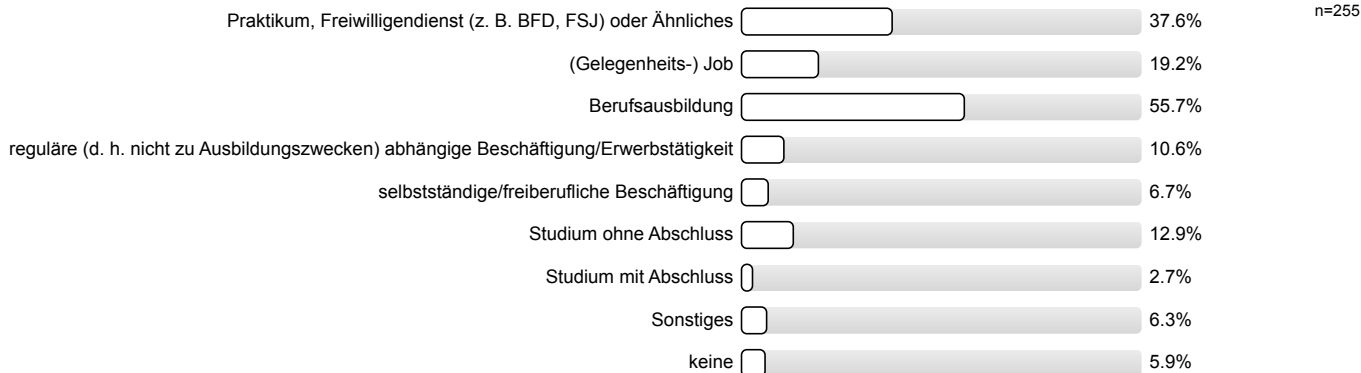 Praktikum, Freiwilligendienst (z. B. BFD, FSJ) oder Ähnliches 37.6% n=255
(Gelegenheits-) Job 19.2%
Berufsausbildung 55.7%
reguläre (d. h. nicht zu Ausbildungszwecken) abhängige Beschäftigung/Erwerbstätigkeit 10.6%
selbstständige/freiberufliche Beschäftigung 6.7%
Studium ohne Abschluss 12.9%
Studium mit Abschluss 2.7%
Sonstiges 6.3%
keine 5.9%